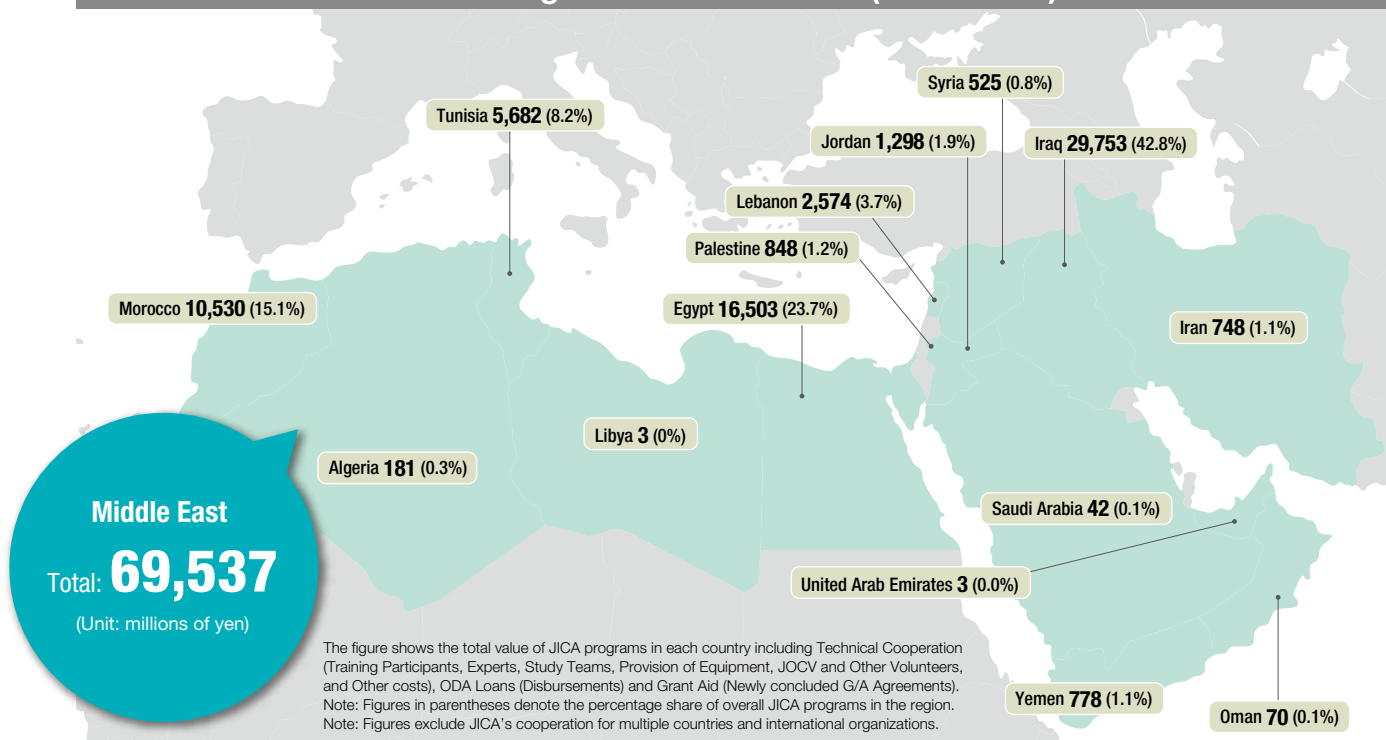 Syria 525 (0.8%)
Tunisia 5,682 (8.2%)
Jordan 1,298 (1.9%)
Iraq 29,753 (42.8%)
Lebanon 2,574 (3.7%)
Palestine 848 (1.2%)
Morocco 10,530 (15.1%)
Egypt 16,503 (23.7%)
Iran 748 (1.1%)
Libya 3 (0%)
Algeria 181 (0.3%)
Saudi Arabia 42 (0.1%)
United Arab Emirates 3 (0.0%)
Yemen 778 (1.1%)
Oman 70 (0.1%)
Middle East
Total: 69,537
(Unit: millions of yen)
The figure shows the total value of JICA programs in each country including Technical Cooperation
(Training Participants, Experts, Study Teams, Provision of Equipment, JOCV and Other Volunteers,
and Other costs), ODA Loans (Disbursements) and Grant Aid (Newly concluded G/A Agreements).
Note: Figures in parentheses denote the percentage share of overall JICA programs in the region.
Note: Figures exclude JICA's cooperation for multiple countries and international organizations.